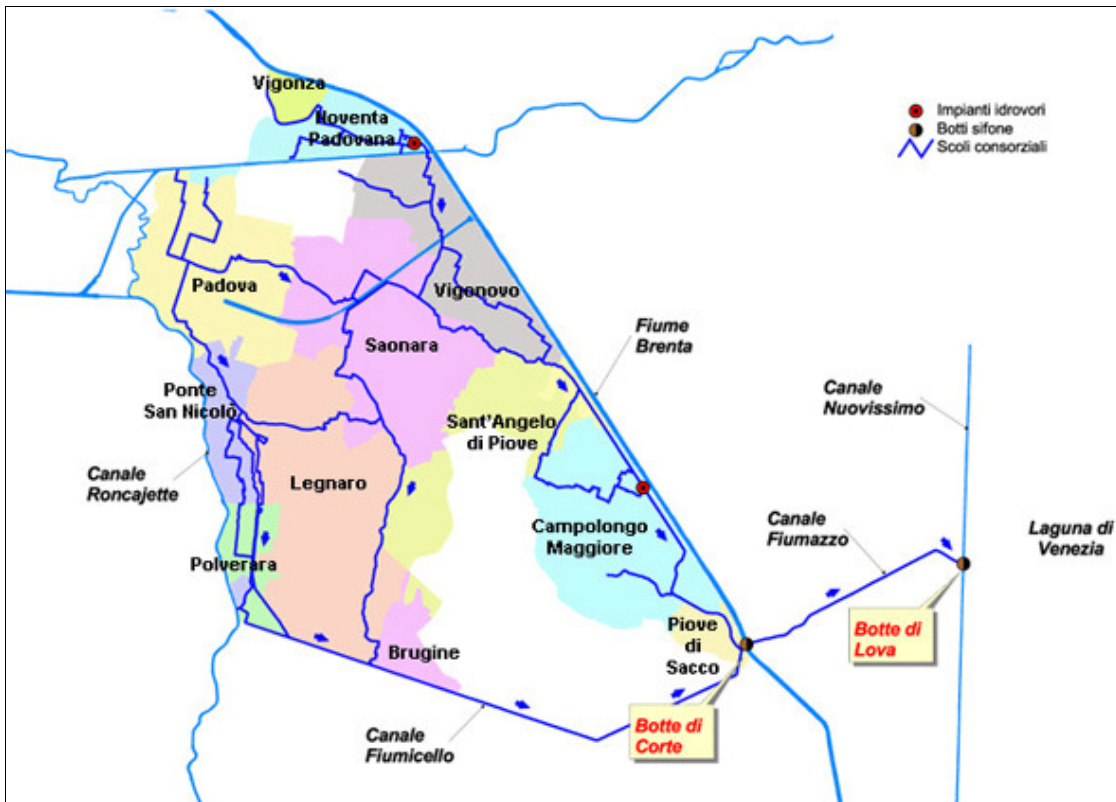 Vigonza
Noventa
Padovana
Impianti idrovori
Botti sifone
Scoli consorziali
Padova
Vigonovo
Saonara
Fiume
Brenta
Ponte
San Nicolò
Sant'Angelo
di Piove
Canale
Nuovissimo
Canale
Roncajette
Legnaro
Campolongo
Maggiore
Canale
Fiumazzo
Laguna di
Venezia
Polverara
Brugine
Piove
di
Sacco
Botte di
Lova
Botte di
Corte
Canale
Fiumicello